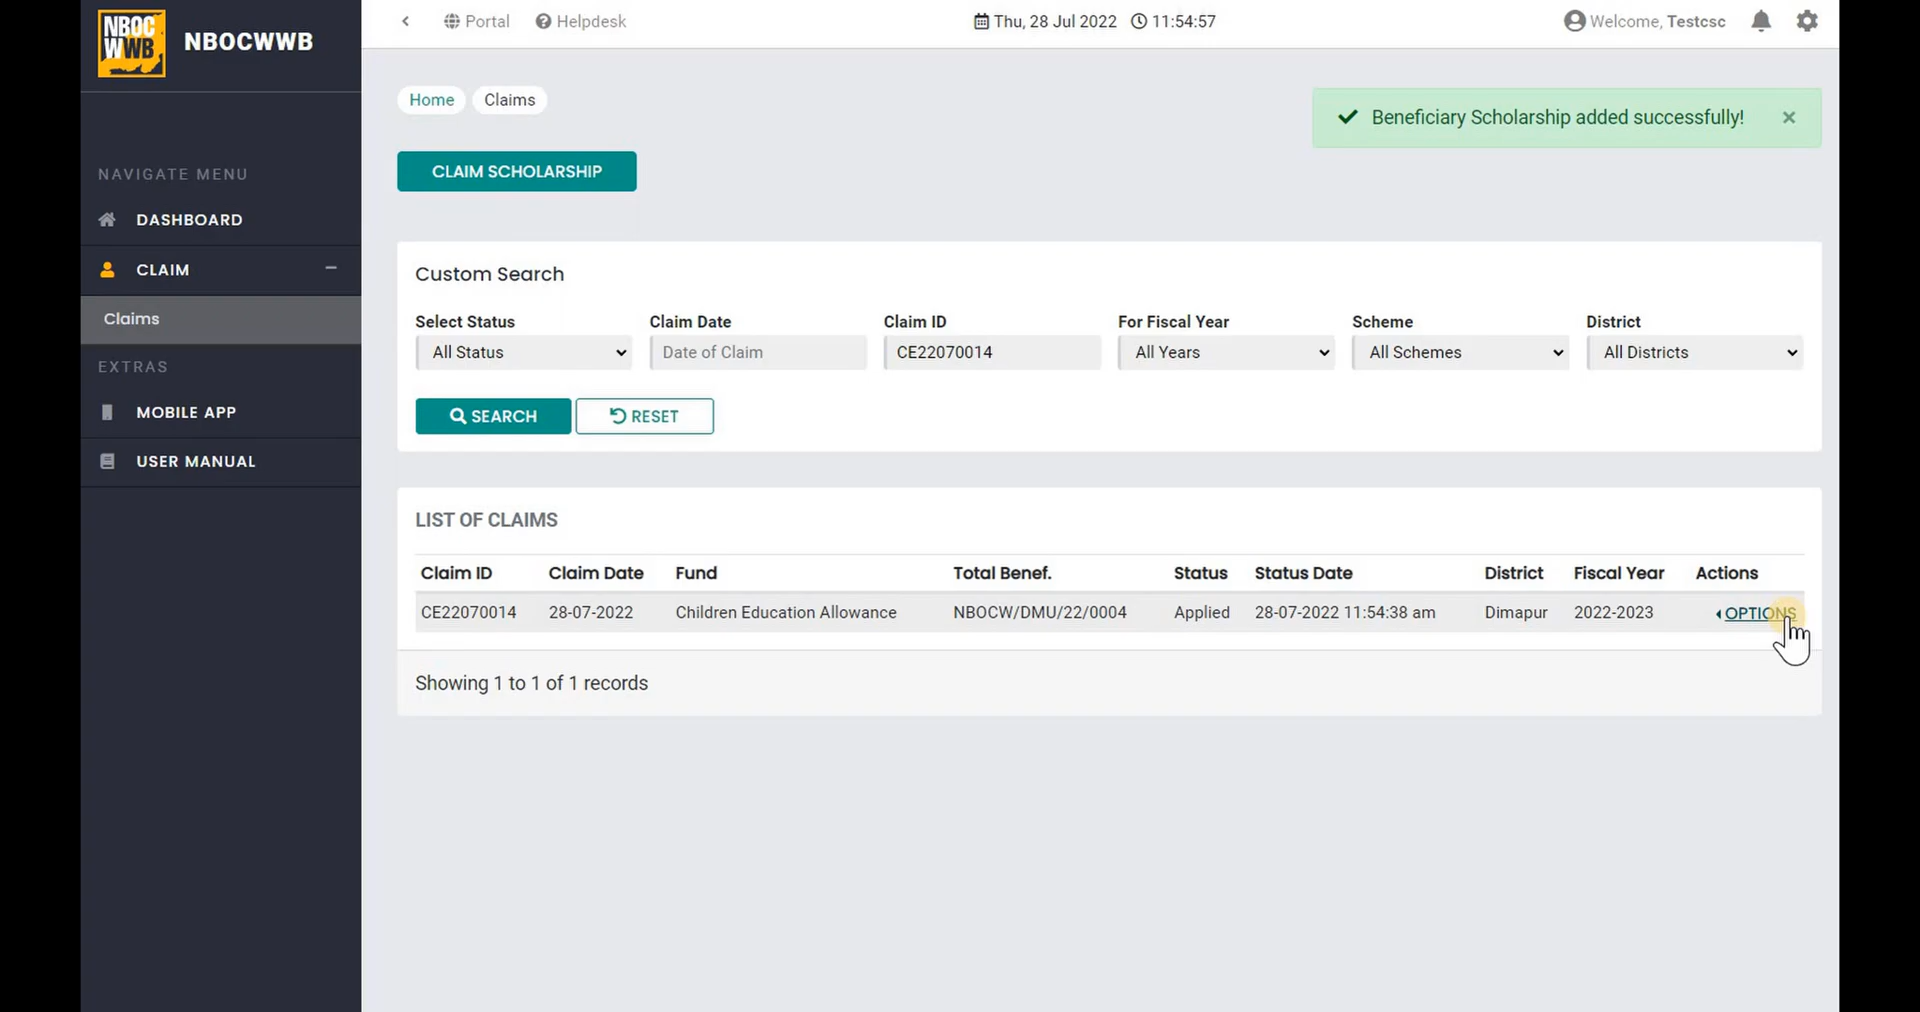 NBOC
WWB
NBOCWWB
Portal
Helpdesk
Thu, 28 Jul 2022
11:54:57
Welcome, Testcsc
Home
Claims
Beneficiary Scholarship added successfully!
CLAIM SCHOLARSHIP
NAVIGATE MENU
DASHBOARD
CLAIM
Claims
EXTRAS
MOBILE APP
USER MANUAL
Custom Search
Select Status Claim Date Claim ID For Fiscal Year Scheme District
All Status Date of Claim CE22070014 All Years All Schemes All Districts
SEARCH RESET
LIST OF CLAIMS
Claim ID Claim Date Fund Total Benef. Status Status Date District Fiscal Year Actions
CE22070014 28-07-2022 Children Education Allowance NBOCW/DMU/22/0004 Applied 28-07-2022 11:54:38 am Dimapur 2022-2023 OPTIONS
Showing 1 to 1 of 1 records